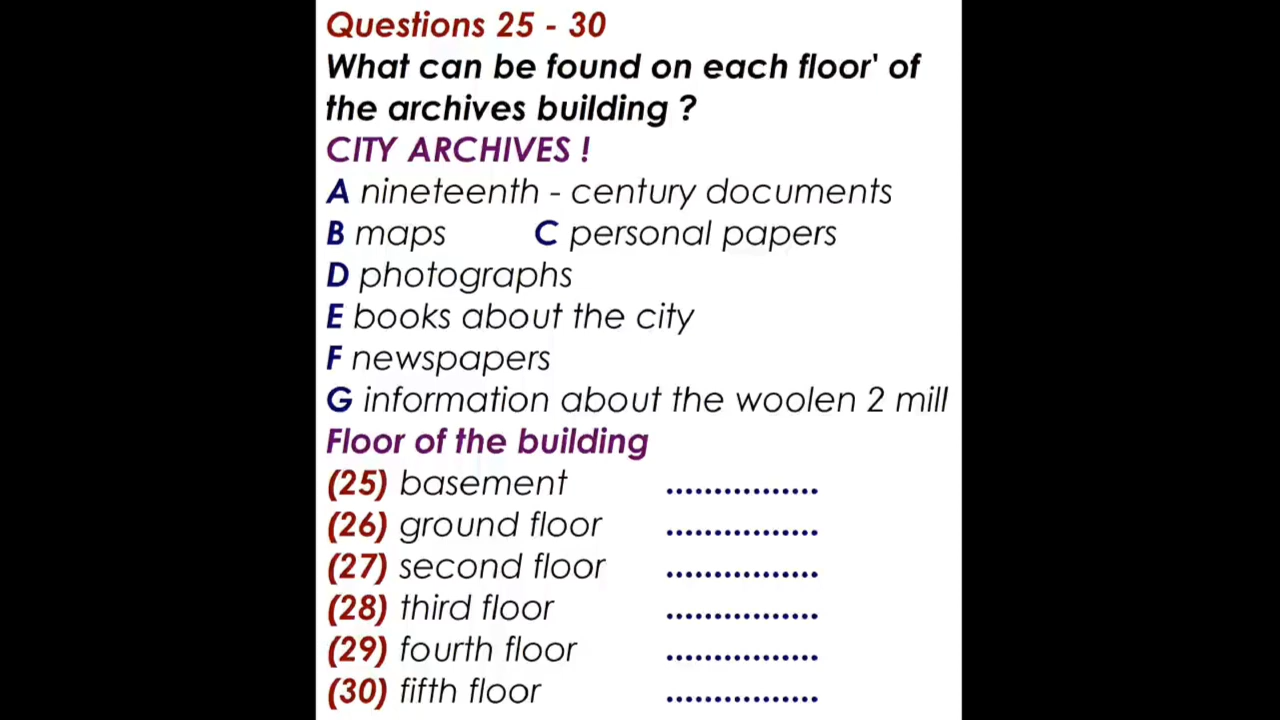 Questions 25 - 30
What can be found on each floor' of
the archives building ?
CITY ARCHIVES !
A nineteenth - century documents
B maps C personal papers
D photographs
E books about the city
F newspapers
G information about the woolen 2 mill
Floor of the building
(25) basement ................
(26) ground floor ................
(27) second floor ................
(28) third floor ................
(29) fourth floor ................
(30) fifth floor ................